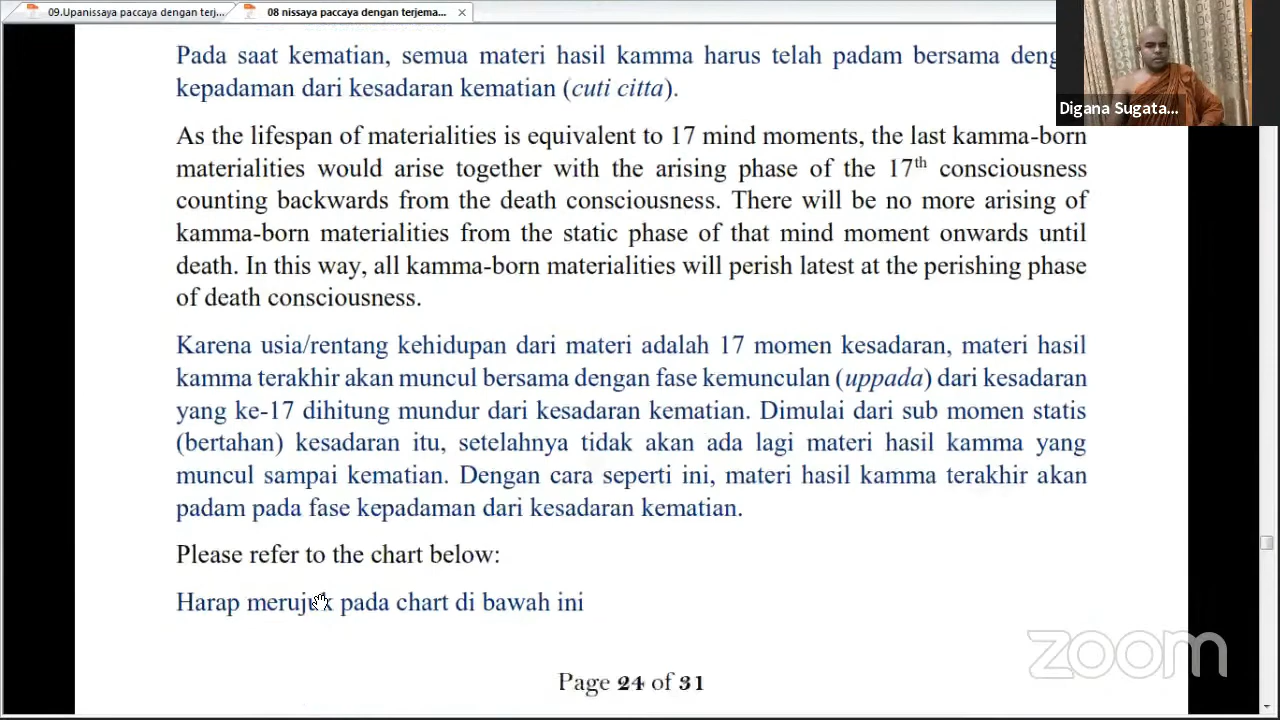 09.Upanissaya paccaya dengan terj...
08 nissaya paccaya dengan terjema...
Pada saat kematian, semua materi hasil kamma harus telah padam bersama deng
kepadaman dari kesadaran kematian (cuti citta).
Digana Sugata...
As the lifespan of materialities is equivalent to 17 mind moments, the last kamma-born
materialities would arise together with the arising phase of the 17th consciousness
counting backwards from the death consciousness. There will be no more arising of
kamma-born materialities from the static phase of that mind moment onwards until
death. In this way, all kamma-born materialities will perish latest at the perishing phase
of death consciousness.
Karena usia/rentang kehidupan dari materi adalah 17 momen kesadaran, materi hasil
kamma terakhir akan muncul bersama dengan fase kemunculan (uppada) dari kesadaran
yang ke-17 dihitung mundur dari kesadaran kematian. Dimulai dari sub momen statis
(bertahan) kesadaran itu, setelahnya tidak akan ada lagi materi hasil kamma yang
muncul sampai kematian. Dengan cara seperti ini, materi hasil kamma terakhir akan
padam pada fase kepadaman dari kesadaran kematian.
Please refer to the chart below:
Harap merujuk pada chart di bawah ini
zoom
Page 24 of 31